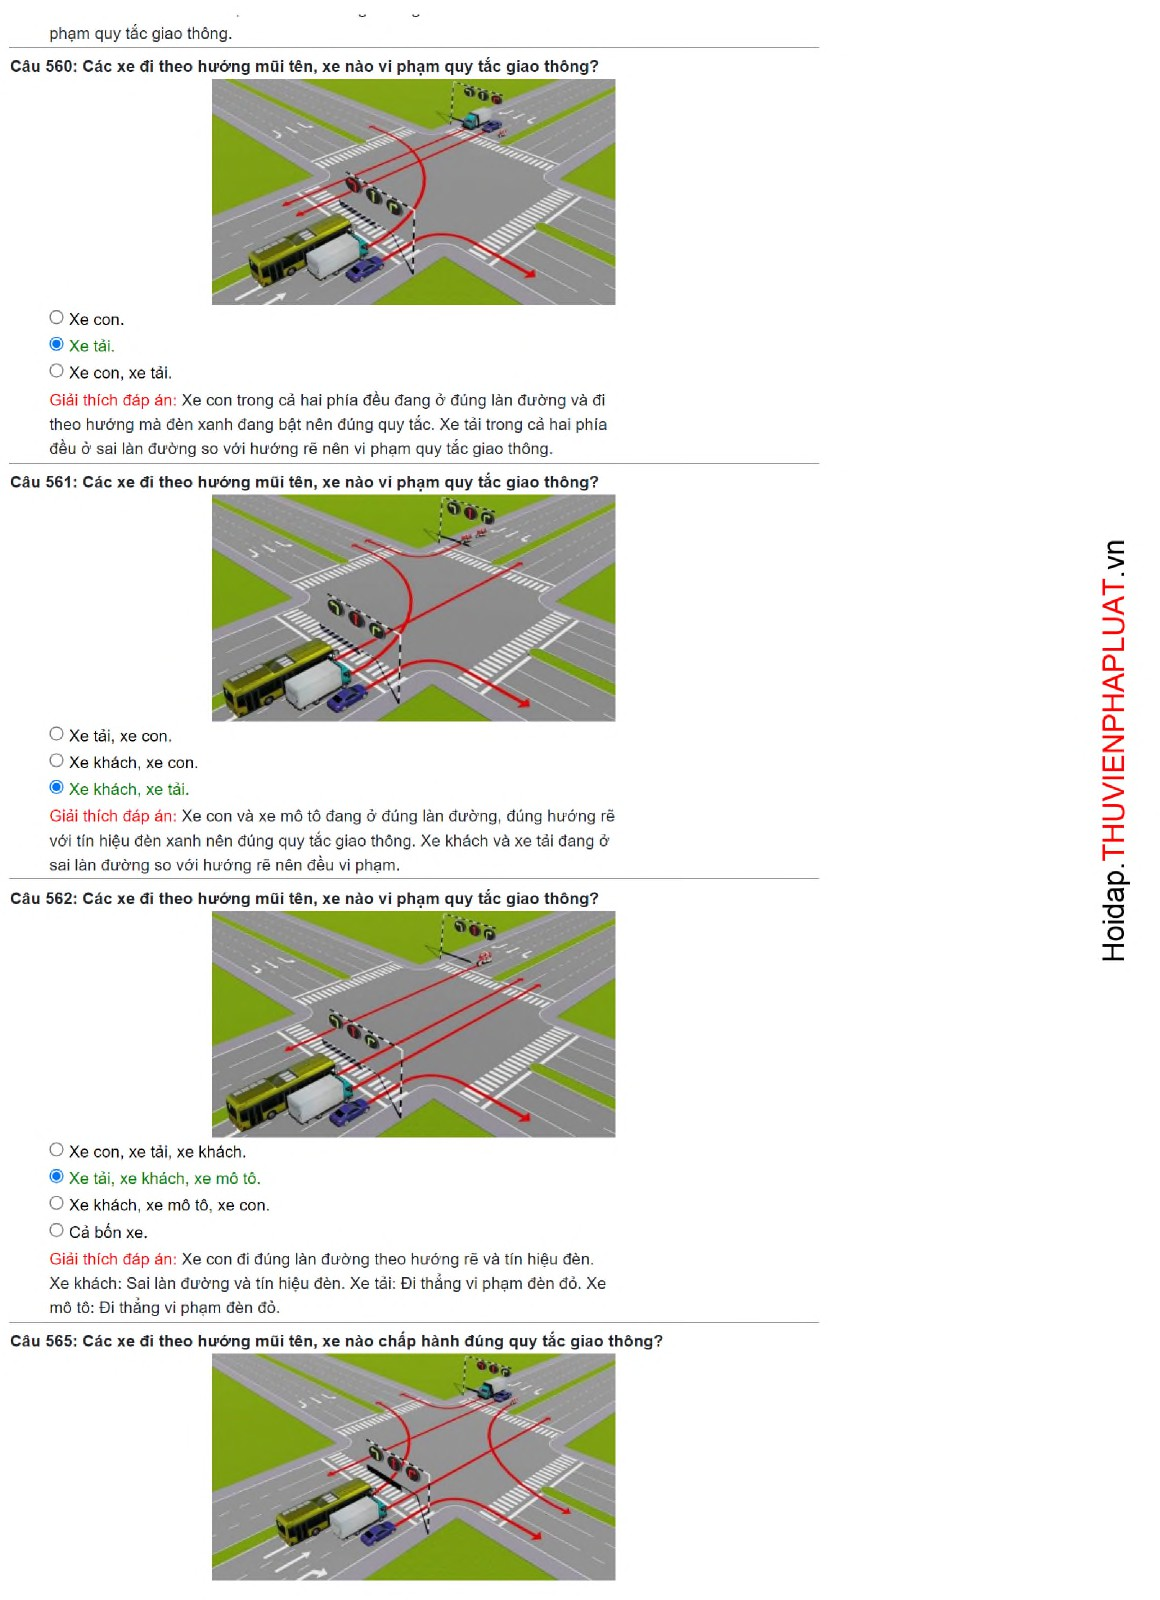 phạm quy tắc giao thông.
Câu 560: Các xe đi theo hướng mũi tên, xe nào vi phạm quy tắc giao thông?
Xe con.
Xe tải.
Xe con, xe tải.
Giải thích đáp án: Xe con trong cả hai phía đều đang ở đúng làn đường và đi
theo hướng mà đèn xanh đang bật nên đúng quy tắc. Xe tải trong cả hai phía
đều ở sai làn đường so với hướng rẽ nên vi phạm quy tắc giao thông.
Câu 561: Các xe đi theo hướng mũi tên, xe nào vi phạm quy tắc giao thông?
Xe tải, xe con.
Xe khách, xe con.
Xe khách, xe tải.
Giải thích đáp án: Xe con và xe mô tô đang ở đúng làn đường, đúng hướng rẽ
với tín hiệu đèn xanh nên đúng quy tắc giao thông. Xe khách và xe tải đang ở
sai làn đường so với hướng rẽ nên đều vi phạm.
Câu 562: Các xe đi theo hướng mũi tên, xe nào vi phạm quy tắc giao thông?
Xe con, xe tải, xe khách.
Xe tải, xe khách, xe mô tô.
Xe khách, xe mô tô, xe con.
Cả bốn xe.
Giải thích đáp án: Xe con đi đúng làn đường theo hướng rẽ và tín hiệu đèn.
Xe khách: Sai làn đường và tín hiệu đèn. Xe tải: Đi thẳng vi phạm đèn đỏ. Xe
mô tô: Đi thẳng vi phạm đèn đỏ.
Câu 565: Các xe đi theo hướng mũi tên, xe nào chấp hành đúng quy tắc giao thông?
Hoidap.THUVIENPHAPLUAT.vn